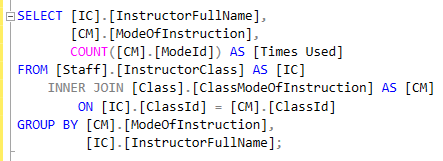 SELECT [IC].[InstructorFullName],
[CM].[ModeOfInstruction],
COUNT([CM].[ModeId]) AS [Times Used]
FROM [Staff].[InstructorClass] AS [IC]
INNER JOIN [Class].[ClassModeOfInstruction] AS [CM]
ON [IC].[ClassId] = [CM].[ClassId]
GROUP BY [CM].[ModeOfInstruction],
[IC].[InstructorFullName];